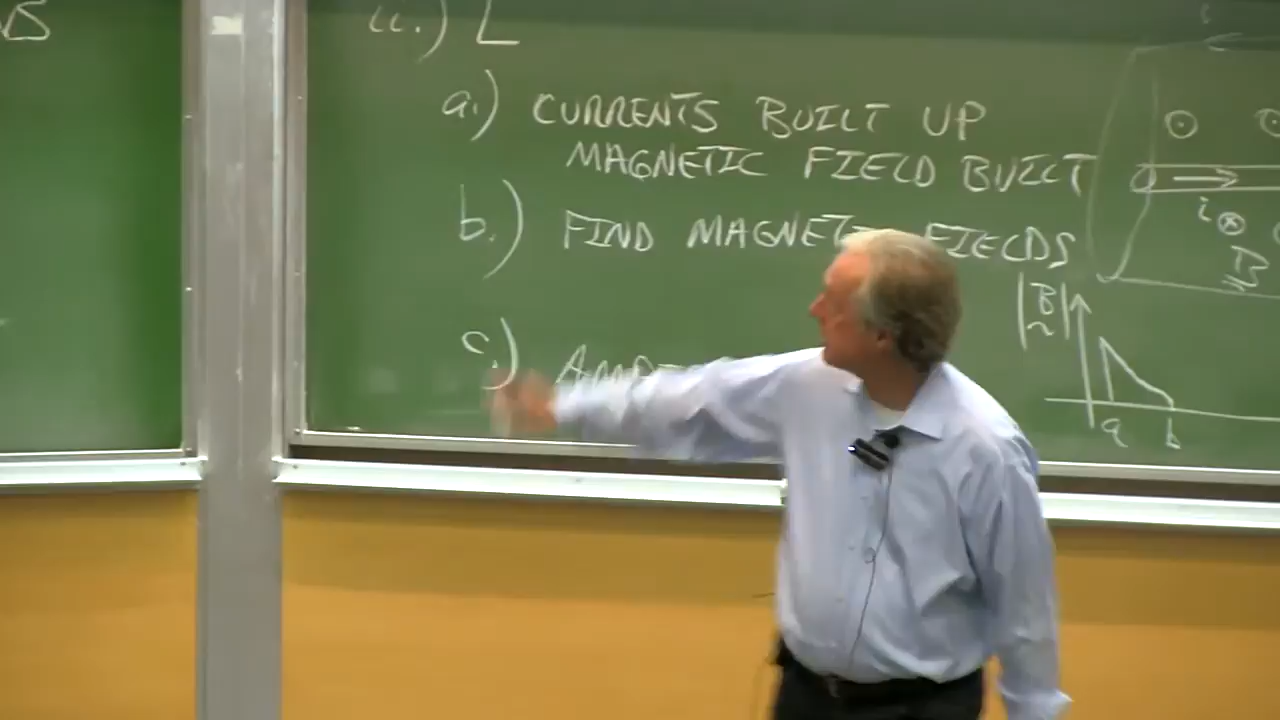 ii.) L
a.) CURRENTS BUILT UP
MAGNETIC FIELD BUILT
b.) FIND MAGNETIC FIELDS
c.)
i
B
|B|
a b